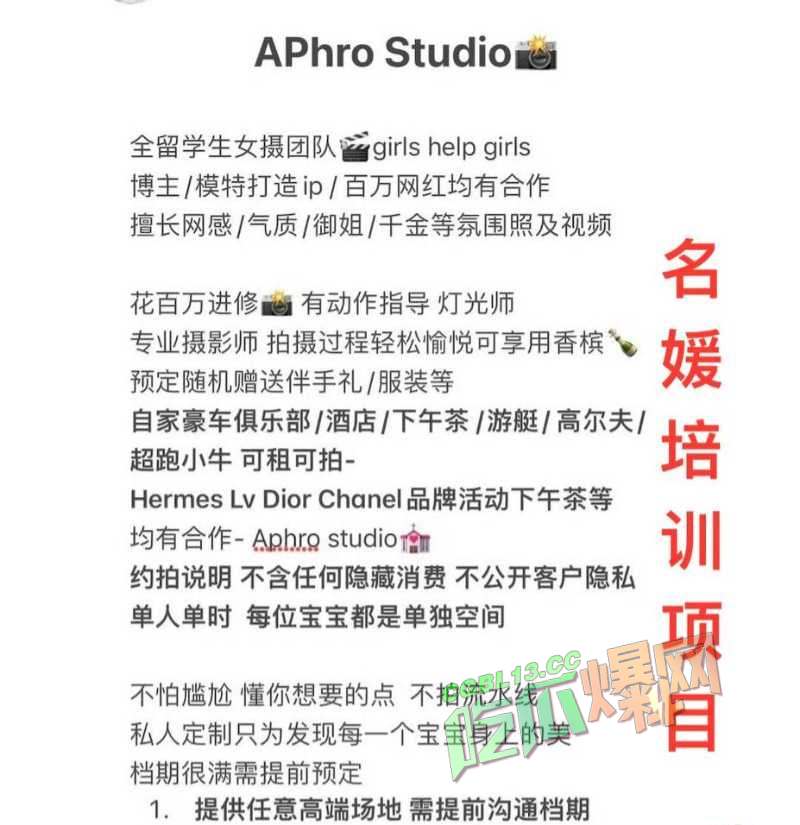 APhro Studio📸
全留学生女摄团队🎬girls help girls
博主/模特打造ip / 百万网红均有合作
擅长网感/气质/御姐/千金等氛围照及视频
花百万进修📸 有动作指导 灯光师
专业摄影师 拍摄过程轻松愉悦可享用香槟🍾
预定随机赠送伴手礼/服装等
自家豪车俱乐部/酒店/下午茶 /游艇/ 高尔夫/
超跑小牛 可租可拍-
Hermes Lv Dior Chanel品牌活动下午茶等
均有合作- Aphro studio💒
约拍说明 不含任何隐藏消费 不公开客户隐私
单人单时 每位宝宝都是单独空间
不怕尴尬 懂你想要的点 不拍流水线
私人定制只为发现每一个宝宝身上的美
档期很满需提前预定
1. 提供任意高端场地 需提前沟通档期
名媛培训项目
CGBL13.CC
吃瓜爆网